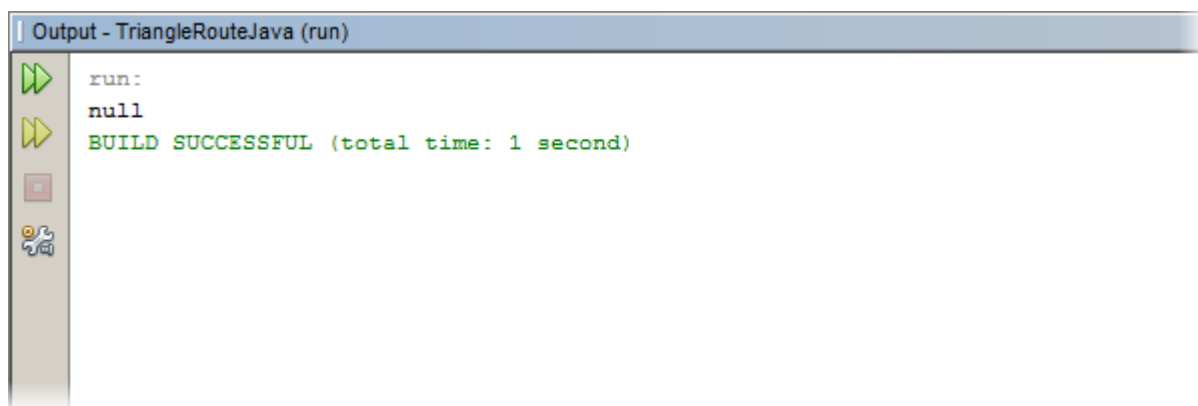 Output - TriangleRouteJava (run)
run:
null
BUILD SUCCESSFUL (total time: 1 second)